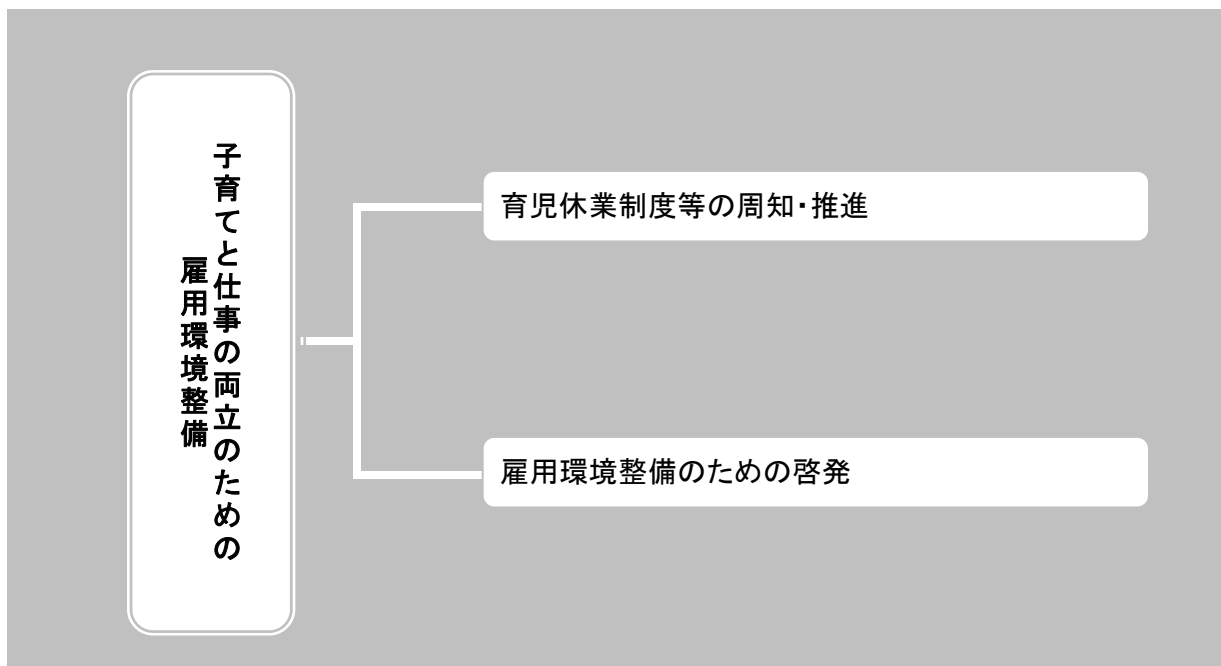 子育てと仕事の両立のための
雇用環境整備
育児休業制度等の周知・推進
雇用環境整備のための啓発